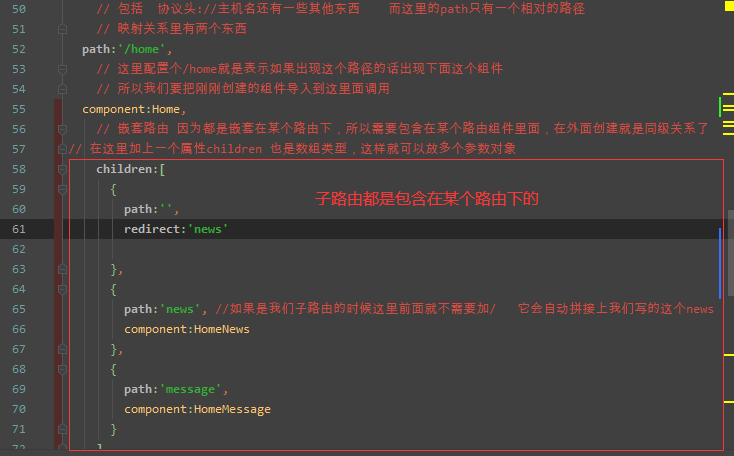 50 // 包括 协议头://主机名还有一些其他东西 而这里的path只有一个相对的路径
51 // 映射关系里有两个东西
52 path:'/home',
53 // 这里配置个/home就是表示如果出现这个路径的话出现下面这个组件
54 // 所以我们要把刚刚创建的组件导入到这里面调用
55 component:Home,
56 // 嵌套路由 因为都是嵌套在某个路由下，所以需要包含在某个路由组件里面，在外面创建就是同级关系了
57 // 在这里加上一个属性children 也是数组类型，这样就可以放多个参数对象
58 children:[
59 {
子路由都是包含在某个路由下的
60 path:'',
61 redirect:'news'
62
63 },
64 {
65 path:'news', //如果是我们子路由的时候这里前面就不需要加/ 它会自动拼接上我们写的这个news
66 component:HomeNews
67 },
68 {
69 path:'message',
70 component:HomeMessage
71 }
72 ]